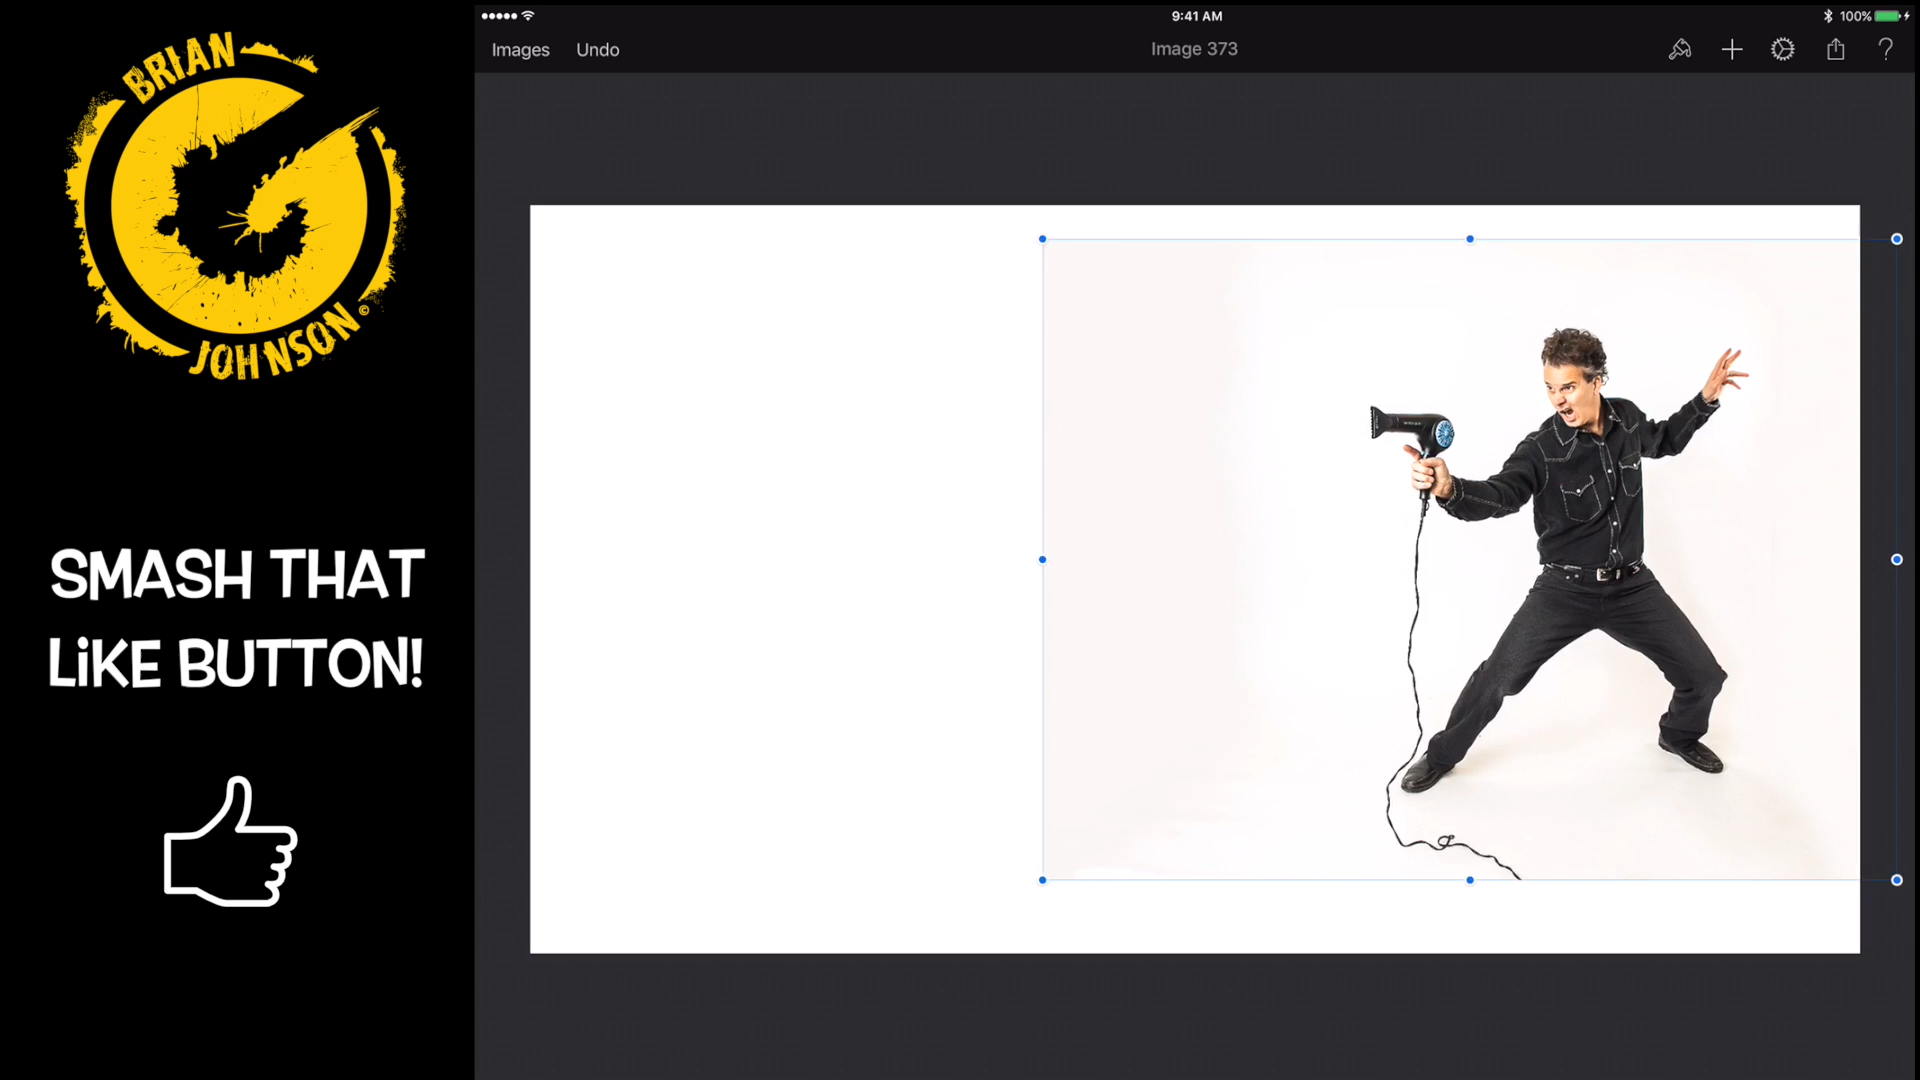 BRIAN
JOHNSON©
SMASH THAT
LiKE BUTTON!
9:41 AM
100%
Images
Undo
Image 373
?